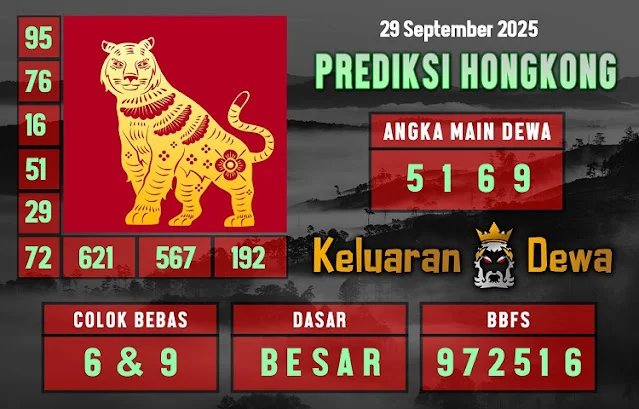 95
76
16
51
29
72 621 567 192
29 September 2025
PREDIKSI HONGKONG
ANGKA MAIN DEWA
5 1 6 9
Keluaran Dewa
COLOK BEBAS
6 & 9
DASAR
BESAR
BBFS
972516